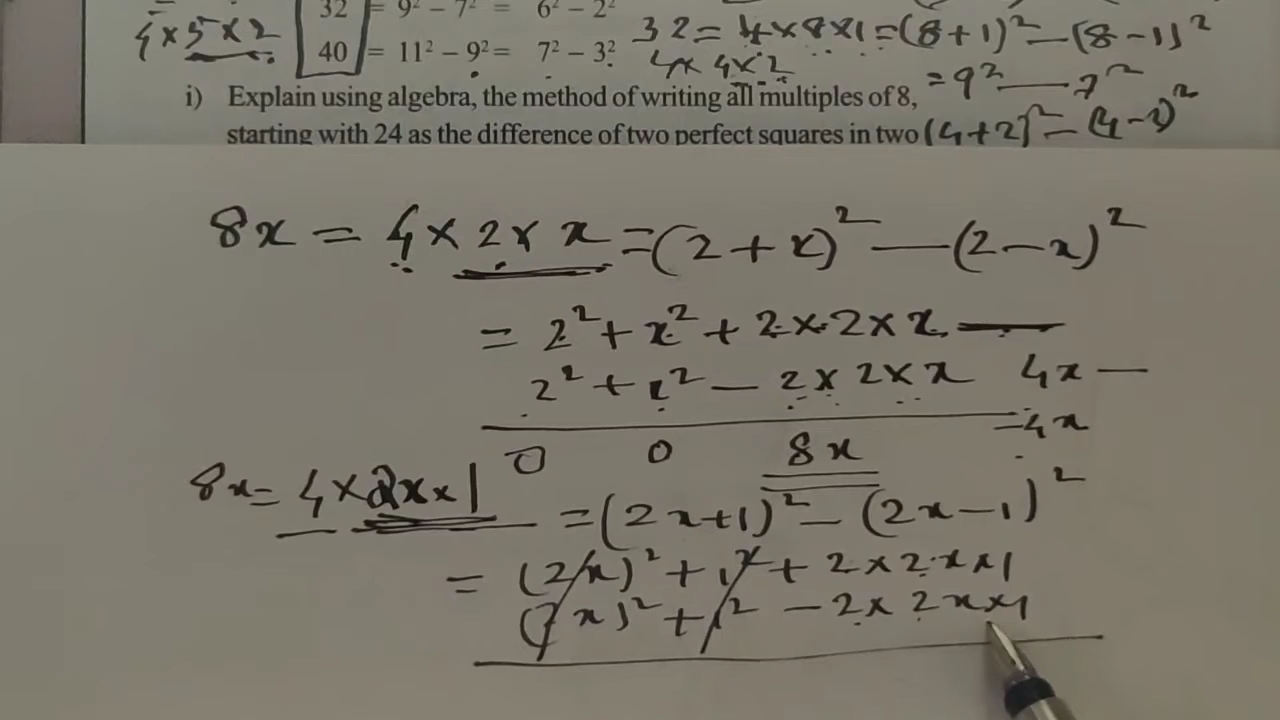 4×5×2
32 = 9² – 7² = 6² – 2²
40 = 11² – 9² = 7² – 3²
32 = 4×8×1 = (8+1)² – (8–1)²
4×4×2
= 9² – 7²
i) Explain using algebra, the method of writing all multiples of 8,
starting with 24 as the difference of two perfect squares in two
(4+2)² – (4–2)²
8x = 4 × 2 × x = (2 + x)² – (2 – x)²
= 2² + x² + 2×2×x –
2² + x² – 2×2×x
4x –
–4x
0 0 8x
8x = 4×2x×1 = (2x+1)² – (2x–1)²
= (2x)² + 1² + 2×2×x×1
(2x)² + 1² – 2×2x×1